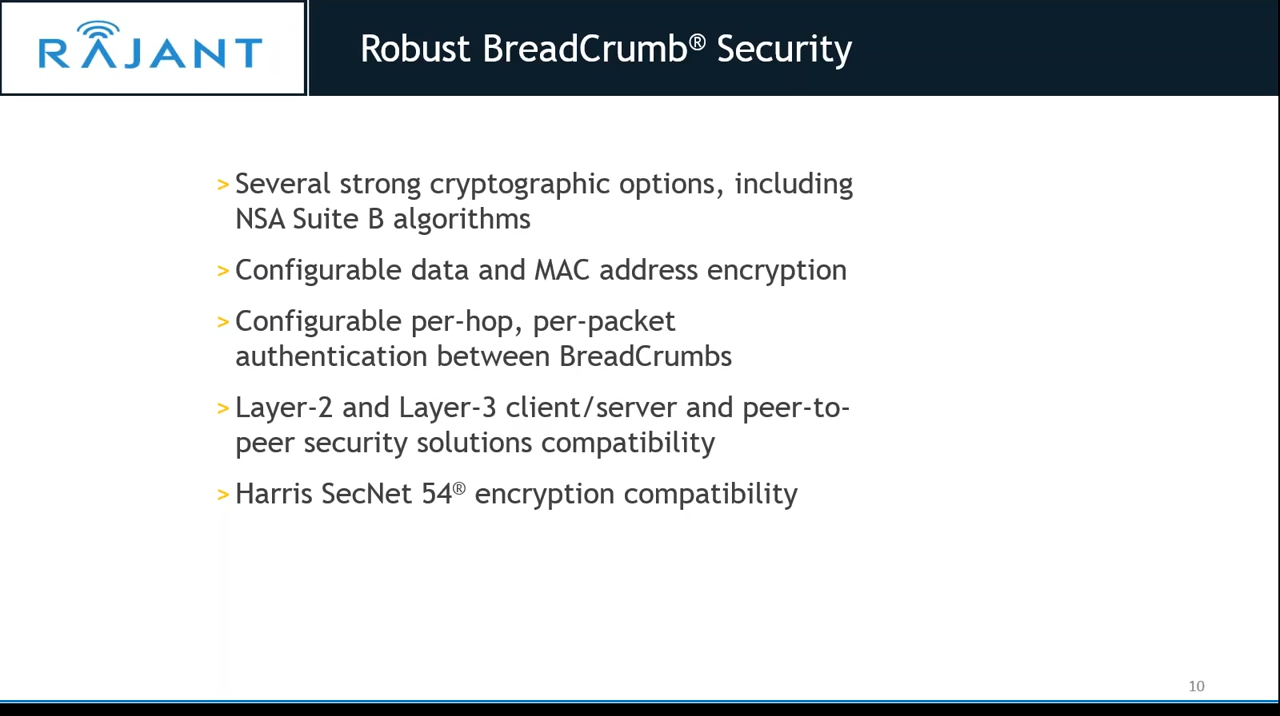 RAJANT
Robust BreadCrumb® Security
> Several strong cryptographic options, including
NSA Suite B algorithms
> Configurable data and MAC address encryption
> Configurable per-hop, per-packet
authentication between BreadCrumbs
> Layer-2 and Layer-3 client/server and peer-to-
peer security solutions compatibility
> Harris SecNet 54® encryption compatibility
10